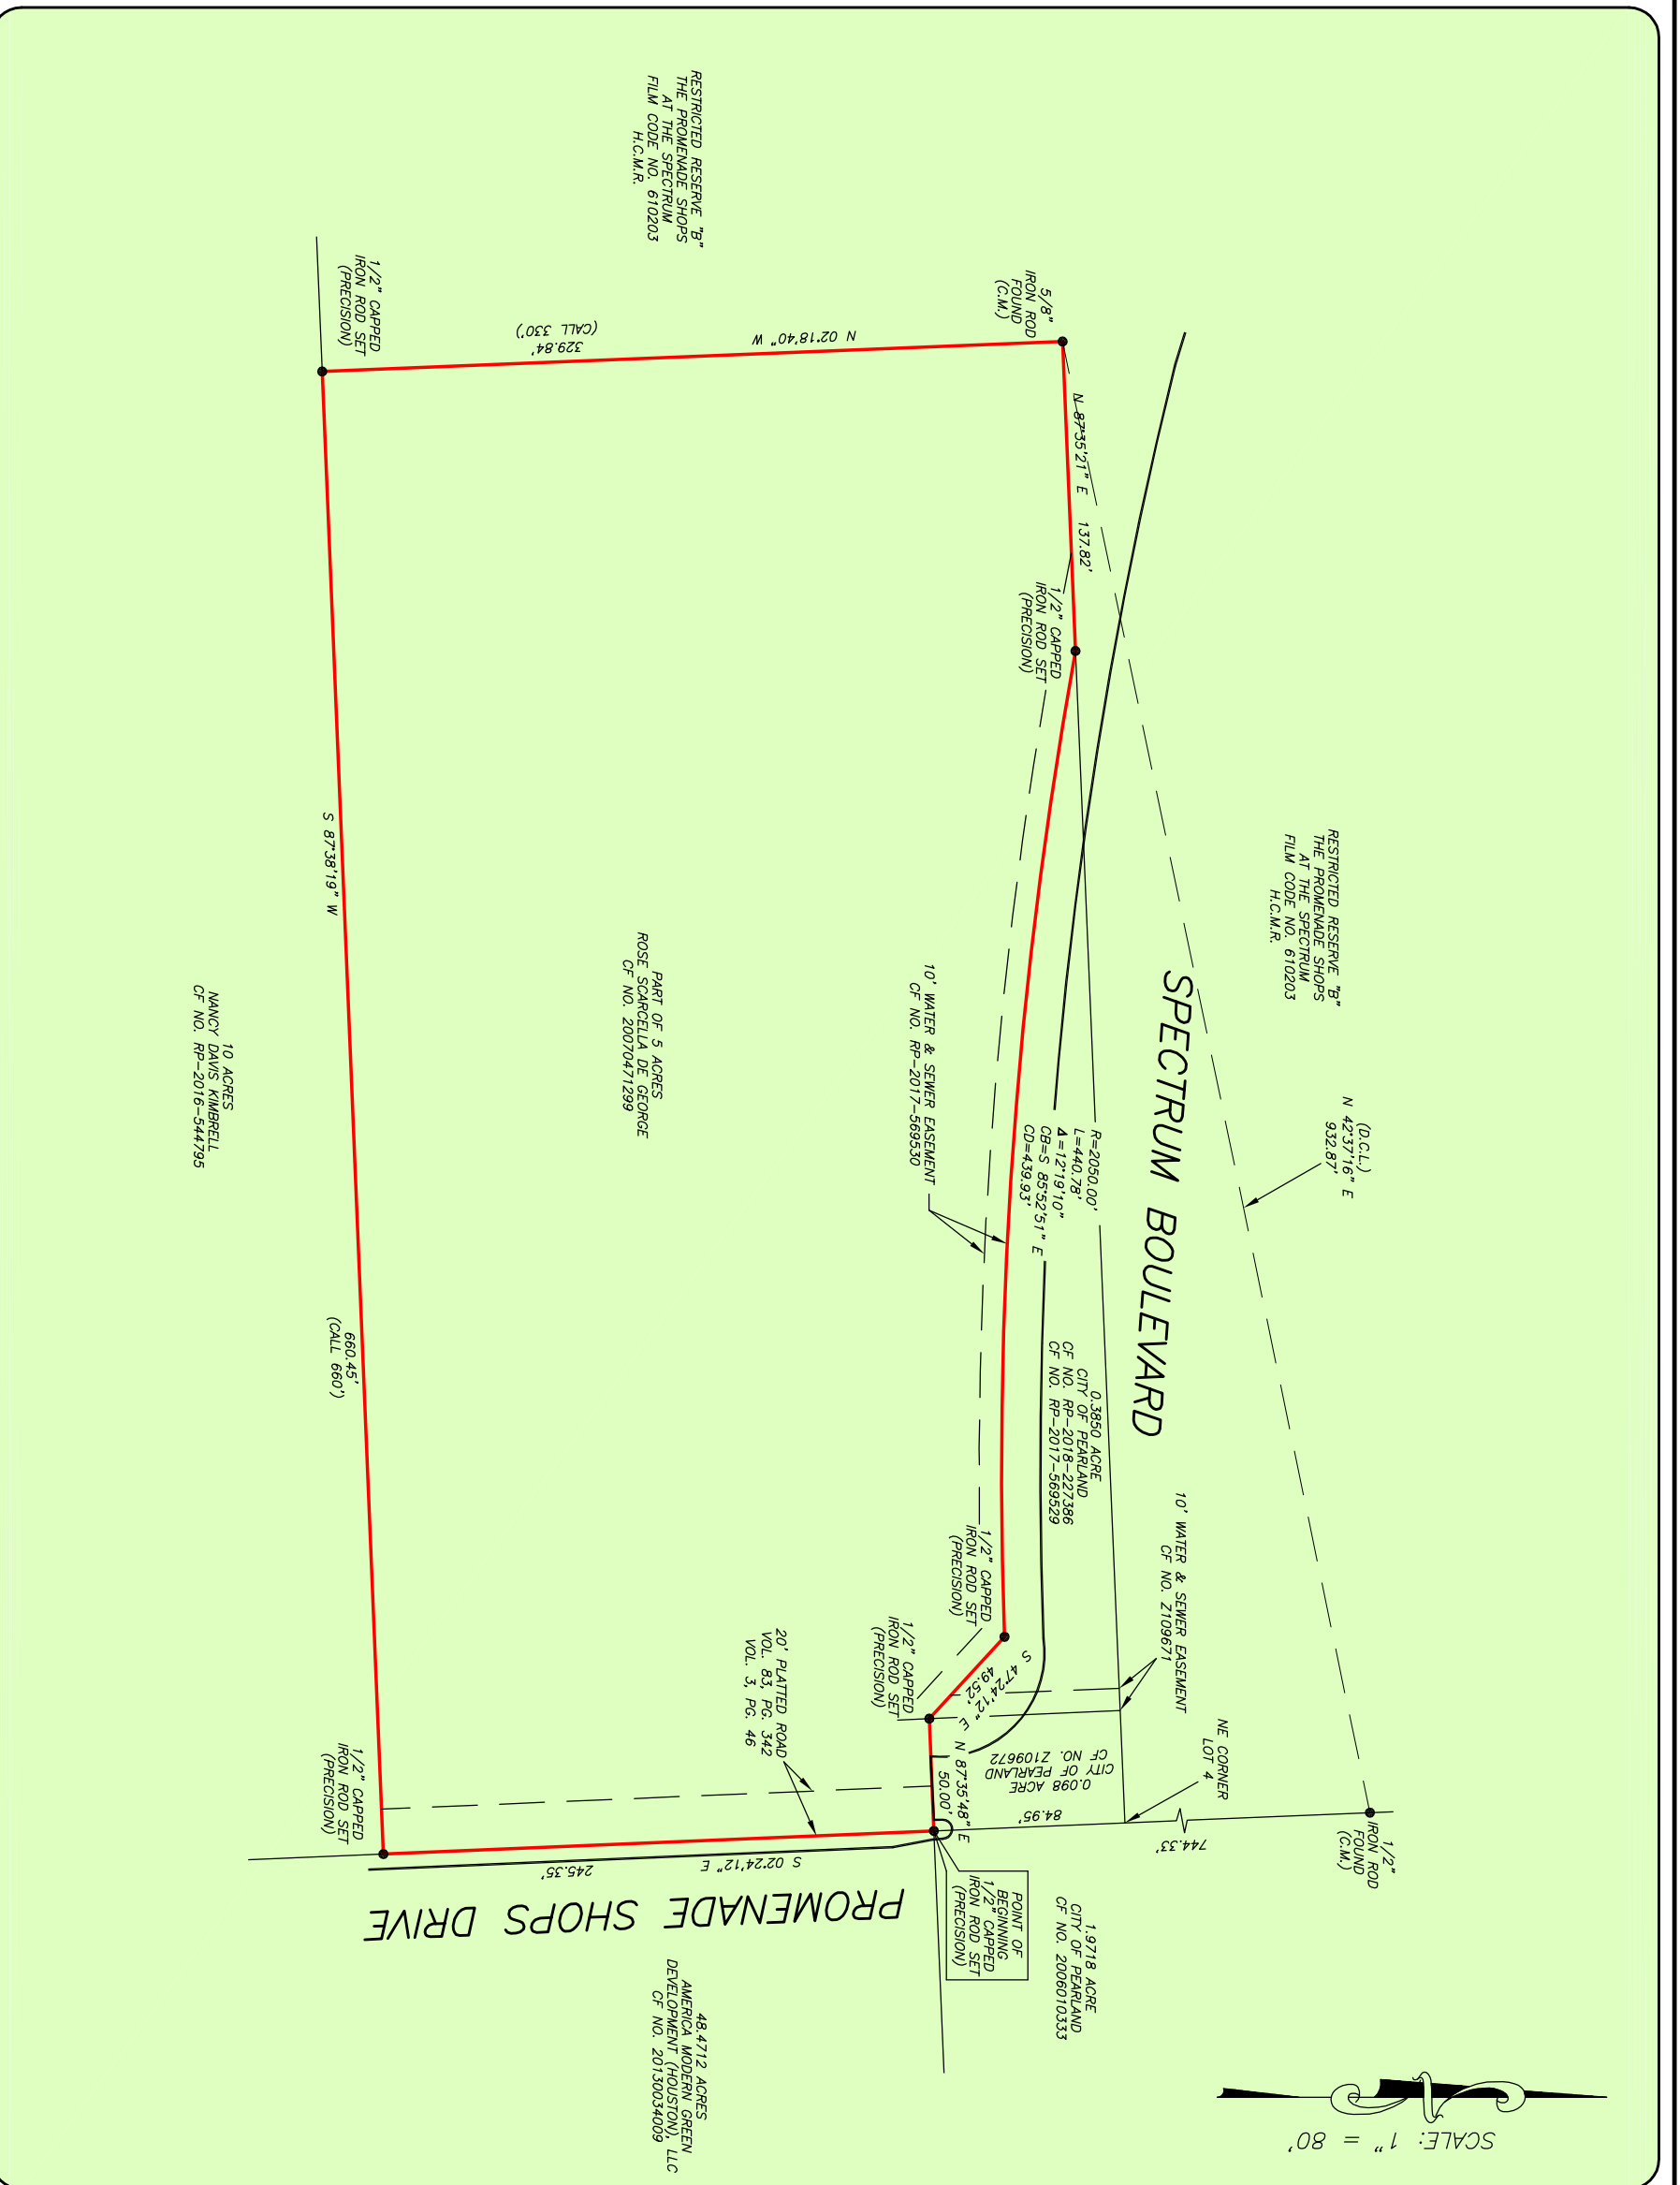 RESTRICTED RESERVE "B"
THE PROMENADE SHOPS
AT THE SPECTRUM
FILM CODE NO. 610203
H.C.M.R.
(D.C.L.)
N 42°37'16" E
932.87'
1/2"
IRON ROD
FOUND
(C.M.)
744.33'
SCALE: 1" = 80'
SPECTRUM BOULEVARD
10' WATER & SEWER EASEMENT
CF NO. Z109671
NE CORNER
LOT 4
5/8"
IRON ROD
FOUND
(C.M.)
N 87°35'21" E 137.82'
1/2" CAPPED
IRON ROD SET
(PRECISION)
R=2050.00'
L=440.78'
Δ=12°19'10"
CB=S 85°52'51" E
CD=439.93'
0.3850 ACRE
CITY OF PEARLAND
CF NO. RP-2018-227386
CF NO. RP-2017-569529
0.098 ACRE
CITY OF PEARLAND
CF NO. Z109672
84.95'
1.9718 ACRE
CITY OF PEARLAND
CF NO. 2006010333
S 47°24'12" E
49.52'
N 87°35'48" E
50.00'
POINT OF
BEGINNING
1/2" CAPPED
IRON ROD SET
(PRECISION)
10' WATER & SEWER EASEMENT
CF NO. RP-2017-569530
1/2" CAPPED
IRON ROD SET
(PRECISION)
1/2" CAPPED
IRON ROD SET
(PRECISION)
RESTRICTED RESERVE "B"
THE PROMENADE SHOPS
AT THE SPECTRUM
FILM CODE NO. 610203
H.C.M.R.
N 02°18'40" W
329.84'
(CALL 330')
PART OF 5 ACRES
ROSE SCARCELLA DE GEORGE
CF NO. 20070471299
20' PLATTED ROAD
VOL. 83, PG. 342
VOL. 3, PG. 46
S 02°24'12" E
245.35'
PROMENADE SHOPS DRIVE
48.4712 ACRES
AMERICA MODERN GREEN
DEVELOPMENT (HOUSTON), LLC
CF NO. 20130034009
1/2" CAPPED
IRON ROD SET
(PRECISION)
S 87°38'19" W
660.45'
(CALL 660')
1/2" CAPPED
IRON ROD SET
(PRECISION)
10 ACRES
NANCY DAVIS KIMBRELL
CF NO. RP-2016-544795